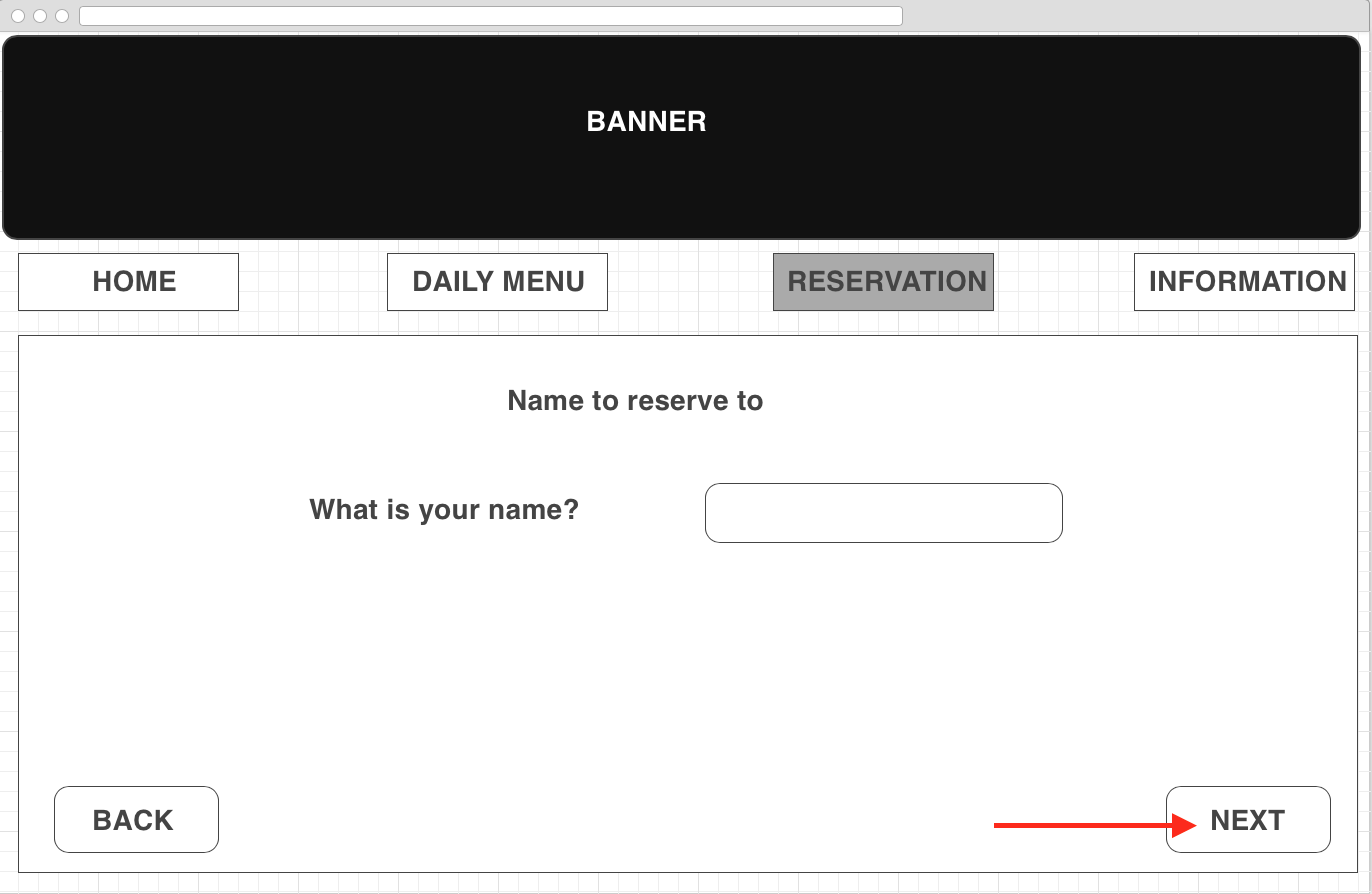 BANNER
HOME
DAILY MENU
RESERVATION
INFORMATION
Name to reserve to
What is your name?
BACK
NEXT